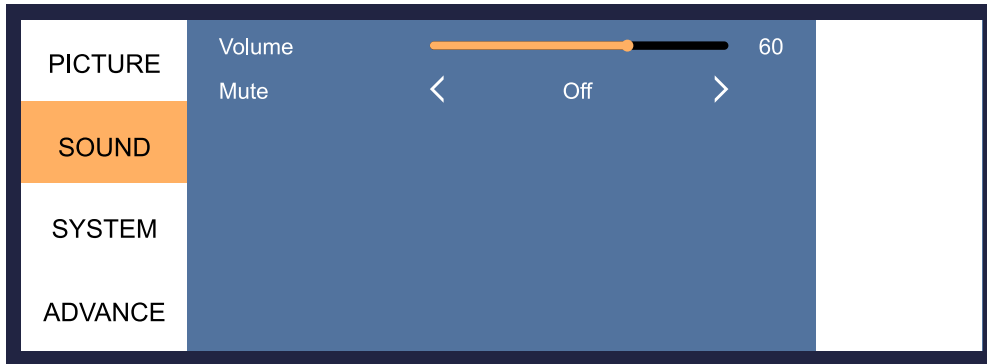 PICTURE
SOUND
SYSTEM
ADVANCE
Volume 60
Mute Off